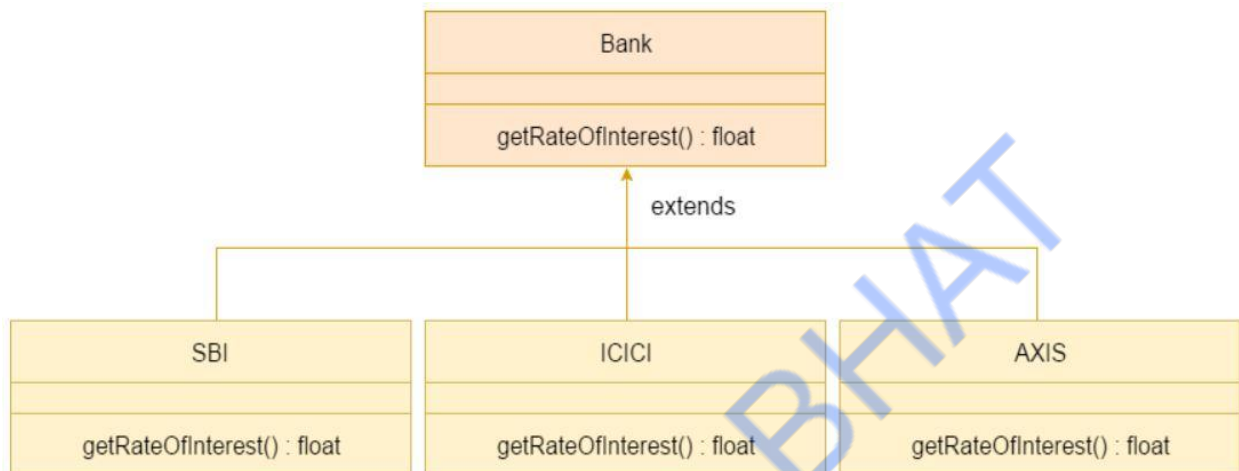 Bank
getRateOfInterest() : float
extends
SBI
ICICI
AXIS
getRateOfInterest() : float
getRateOfInterest() : float
getRateOfInterest() : float
BHAT